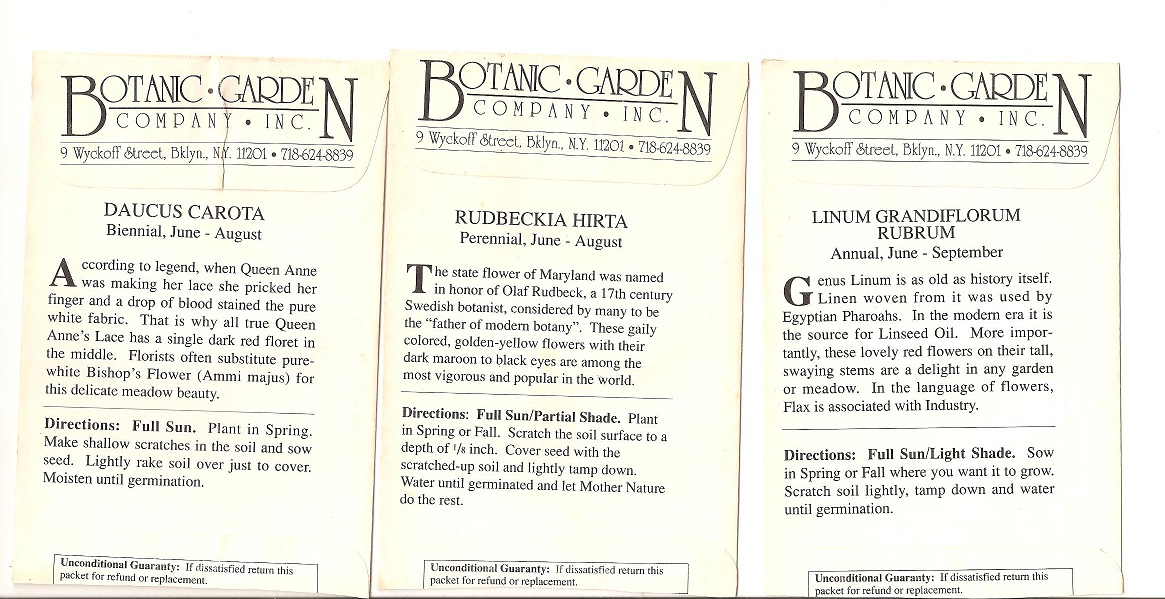 BOTANIC • GARDEN
COMPANY • INC.
9 Wyckoff Street, Bklyn., N.Y. 11201 • 718-624-8839
DAUCUS CAROTA
Biennial, June - August
According to legend, when Queen Anne
was making her lace she pricked her
finger and a drop of blood stained the pure
white fabric. That is why all true Queen
Anne's Lace has a single dark red floret in
the middle. Florists often substitute pure-
white Bishop's Flower (Ammi majus) for
this delicate meadow beauty.
Directions: Full Sun. Plant in Spring.
Make shallow scratches in the soil and sow
seed. Lightly rake soil over just to cover.
Moisten until germination.
Unconditional Guaranty: If dissatisfied return this
packet for refund or replacement.
BOTANIC • GARDEN
COMPANY • INC.
9 Wyckoff Street, Bklyn., N.Y. 11201 • 718-624-8839
RUDBECKIA HIRTA
Perennial, June - August
The state flower of Maryland was named
in honor of Olaf Rudbeck, a 17th century
Swedish botanist, considered by many to be
the "father of modern botany". These gaily
colored, golden-yellow flowers with their
dark maroon to black eyes are among the
most vigorous and popular in the world.
Directions: Full Sun/Partial Shade. Plant
in Spring or Fall. Scratch the soil surface to a
depth of 1/8 inch. Cover seed with the
scratched-up soil and lightly tamp down.
Water until germinated and let Mother Nature
do the rest.
Unconditional Guaranty: If dissatisfied return this
packet for refund or replacement.
BOTANIC • GARDEN
COMPANY • INC.
9 Wyckoff Street, Bklyn., N.Y. 11201 • 718-624-8839
LINUM GRANDIFLORUM
RUBRUM
Annual, June - September
Genus Linum is as old as history itself.
Linen woven from it was used by
Egyptian Pharoahs. In the modern era it is
the source for Linseed Oil. More impor-
tantly, these lovely red flowers on their tall,
swaying stems are a delight in any garden
or meadow. In the language of flowers,
Flax is associated with Industry.
Directions: Full Sun/Light Shade. Sow
in Spring or Fall where you want it to grow.
Scratch soil lightly, tamp down and water
until germination.
Unconditional Guaranty: If dissatisfied return this
packet for refund or replacement.